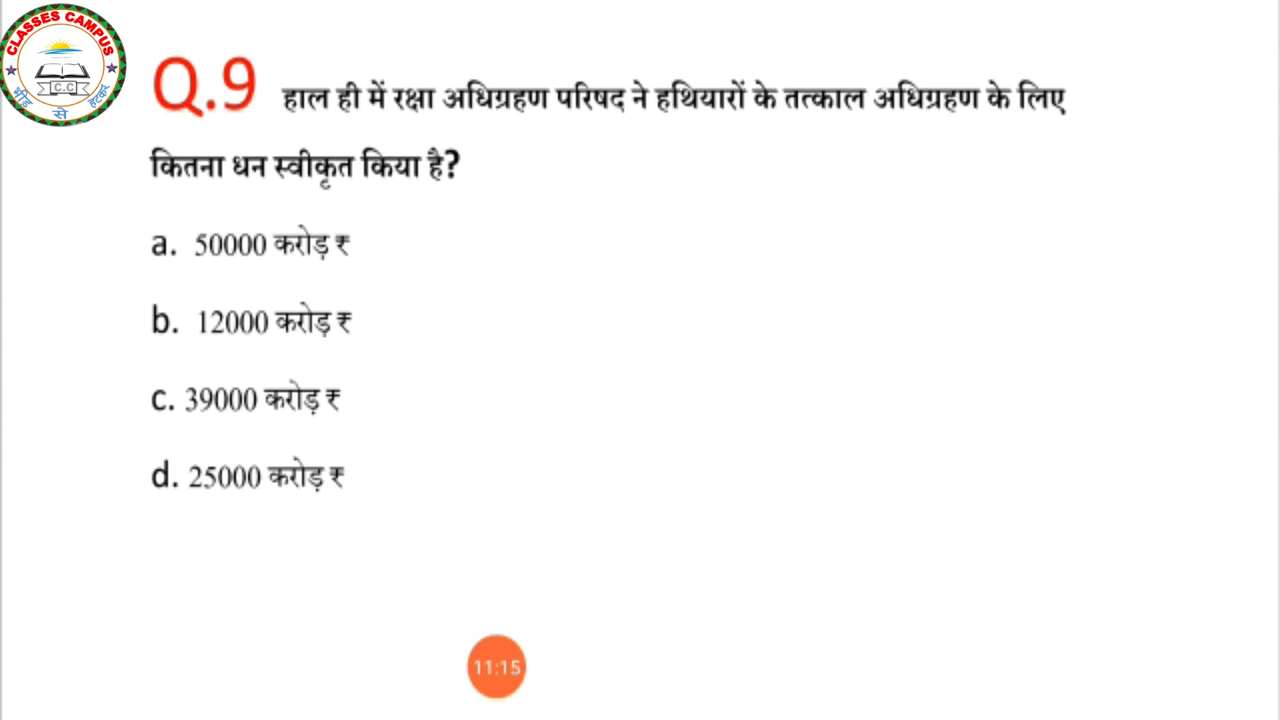 CLASSES CAMPUS
C.C
भीड़ से हटकर
Q.9 हाल ही में रक्षा अधिग्रहण परिषद ने हथियारों के तत्काल अधिग्रहण के लिए
कितना धन स्वीकृत किया है?
a. 50000 करोड़ ₹
b. 12000 करोड़ ₹
c. 39000 करोड़ ₹
d. 25000 करोड़ ₹
11:15